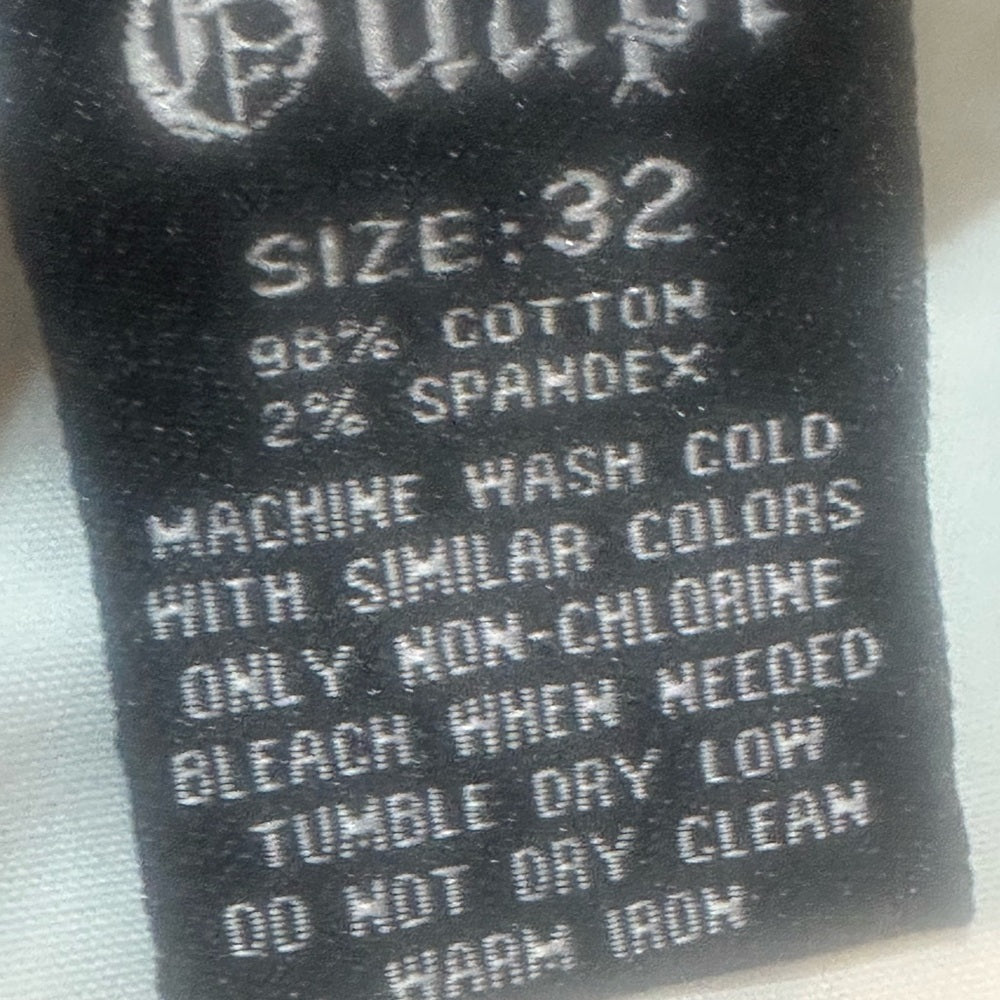 SIZE: 32
98% COTTON
2% SPANDEX
MACHINE WASH COLD
WITH SIMILAR COLORS
ONLY NON-CHLORINE
BLEACH WHEN NEEDED
TUMBLE DRY LOW
DO NOT DRY CLEAN
WARM IRON